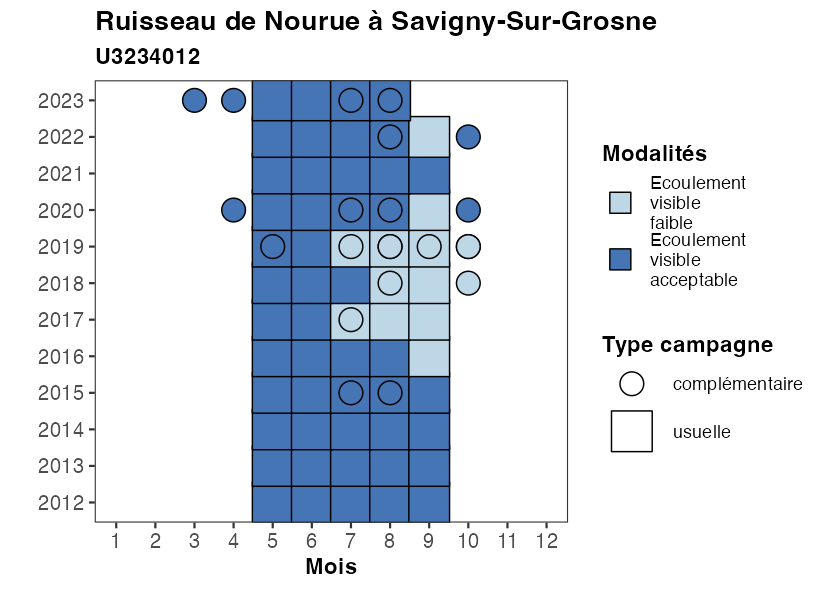 Ruisseau de Nourue à Savigny-Sur-Grosne
U3234012
2023
2022
2021
2020
2019
2018
2017
2016
2015
2014
2013
2012
1 2 3 4 5 6 7 8 9 10 11 12
Mois
Modalités
Ecoulement
visible
faible
Ecoulement
visible
acceptable
Type campagne
complémentaire
usuelle